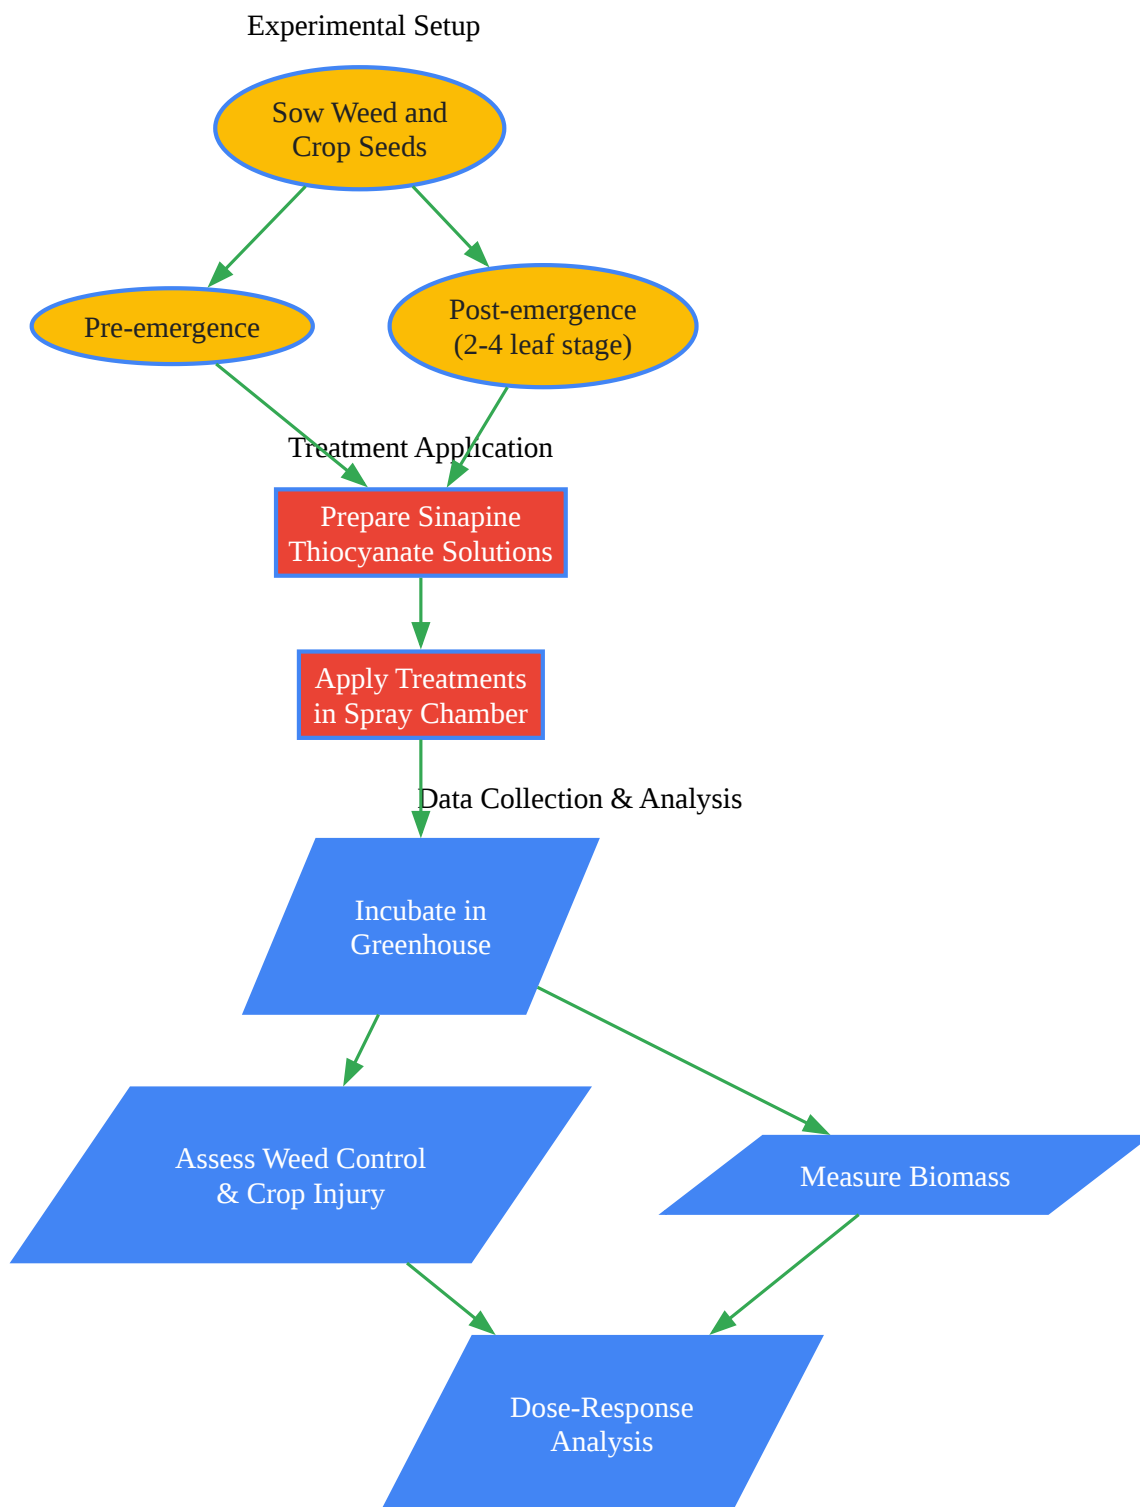 Experimental Setup
Sow Weed and
Crop Seeds
Pre-emergence
Post-emergence
(2-4 leaf stage)
Treatment Application
Prepare Sinapine
Thiocyanate Solutions
Apply Treatments
in Spray Chamber
Data Collection & Analysis
Incubate in
Greenhouse
Assess Weed Control
& Crop Injury
Measure Biomass
Dose-Response
Analysis